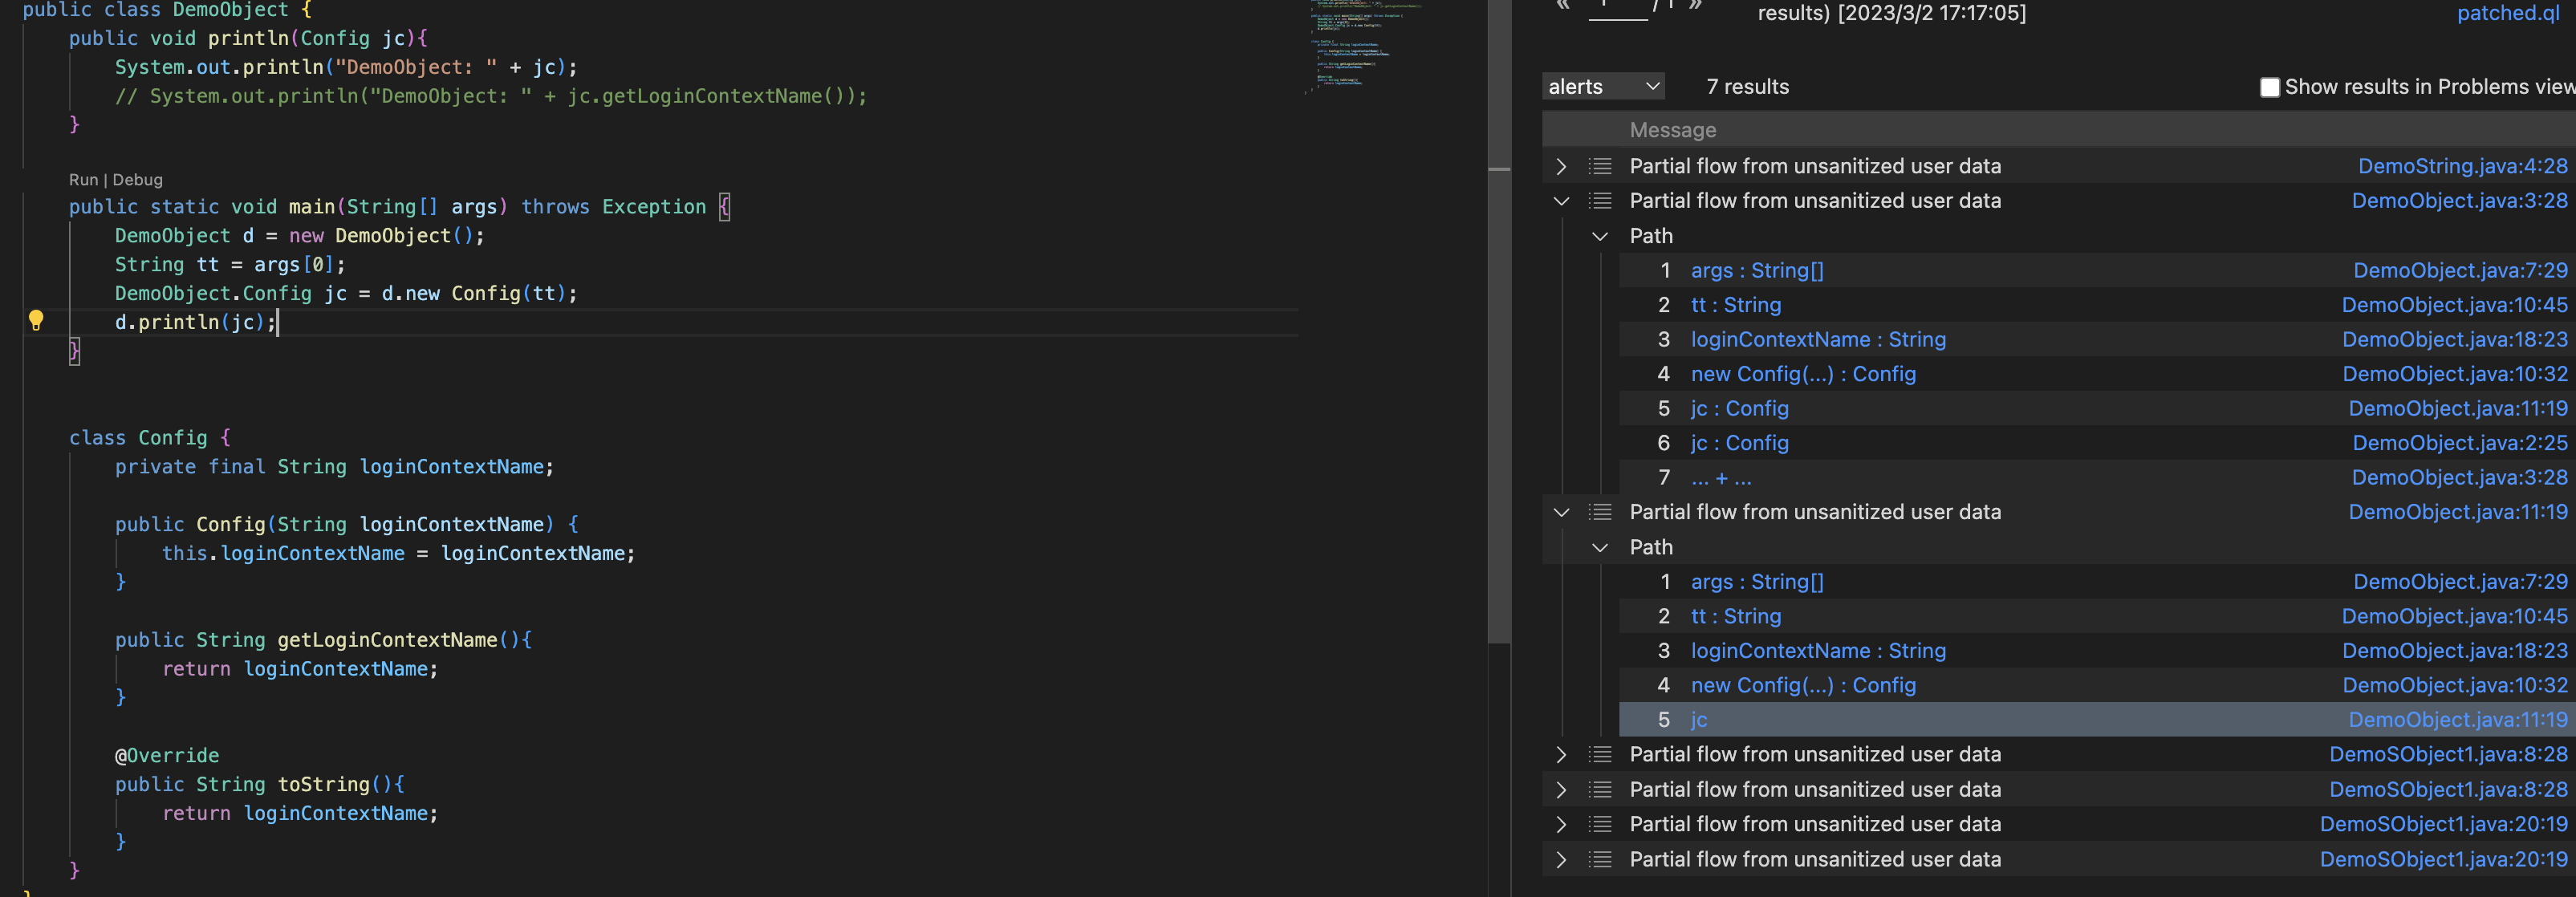 public class DemoObject {
public void println(Config jc){
System.out.println("DemoObject: " + jc);
// System.out.println("DemoObject: " + jc.getLoginContextName());
}
Run | Debug
public static void main(String[] args) throws Exception {
DemoObject d = new DemoObject();
String tt = args[0];
DemoObject.Config jc = d.new Config(tt);
d.println(jc);
}
class Config {
private final String loginContextName;
public Config(String loginContextName) {
this.loginContextName = loginContextName;
}
public String getLoginContextName(){
return loginContextName;
}
@Override
public String toString(){
return loginContextName;
}
}
« / 1 »
results) [2023/3/2 17:17:05]
patched.ql
alerts 7 results Show results in Problems view
Message
Partial flow from unsanitized user data DemoString.java:4:28
Partial flow from unsanitized user data DemoObject.java:3:28
Path
1 args : String[] DemoObject.java:7:29
2 tt : String DemoObject.java:10:45
3 loginContextName : String DemoObject.java:18:23
4 new Config(...) : Config DemoObject.java:10:32
5 jc : Config DemoObject.java:11:19
6 jc : Config DemoObject.java:2:25
7 ... + ... DemoObject.java:3:28
Partial flow from unsanitized user data DemoObject.java:11:19
Path
1 args : String[] DemoObject.java:7:29
2 tt : String DemoObject.java:10:45
3 loginContextName : String DemoObject.java:18:23
4 new Config(...) : Config DemoObject.java:10:32
5 jc DemoObject.java:11:19
Partial flow from unsanitized user data DemoSObject1.java:8:28
Partial flow from unsanitized user data DemoSObject1.java:8:28
Partial flow from unsanitized user data DemoSObject1.java:20:19
Partial flow from unsanitized user data DemoSObject1.java:20:19